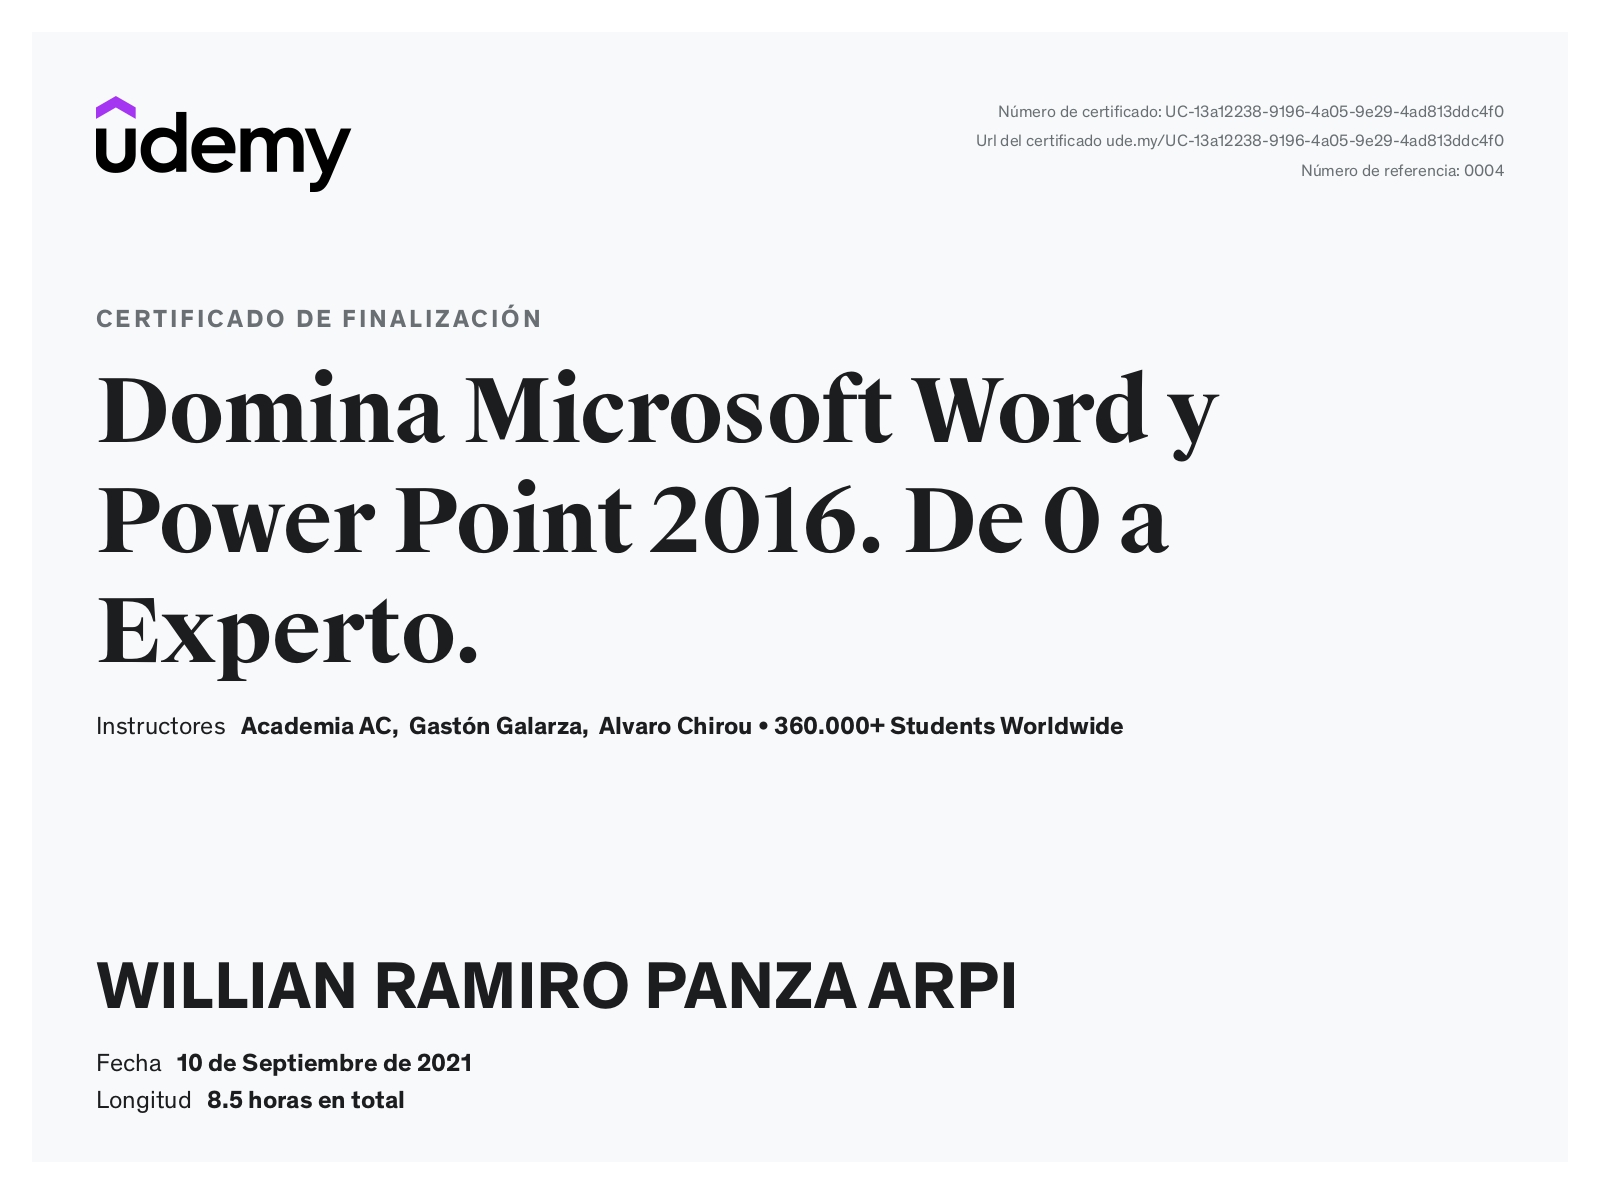 udemy
Número de certificado: UC-13a12238-9196-4a05-9e29-4ad813ddc4f0
Url del certificado ude.my/UC-13a12238-9196-4a05-9e29-4ad813ddc4f0
Número de referencia: 0004
CERTIFICADO DE FINALIZACIÓN
Domina Microsoft Word y
Power Point 2016. De 0 a
Experto.
Instructores Academia AC, Gastón Galarza, Alvaro Chirou • 360.000+ Students Worldwide
WILLIAN RAMIRO PANZA ARPI
Fecha 10 de Septiembre de 2021
Longitud 8.5 horas en total